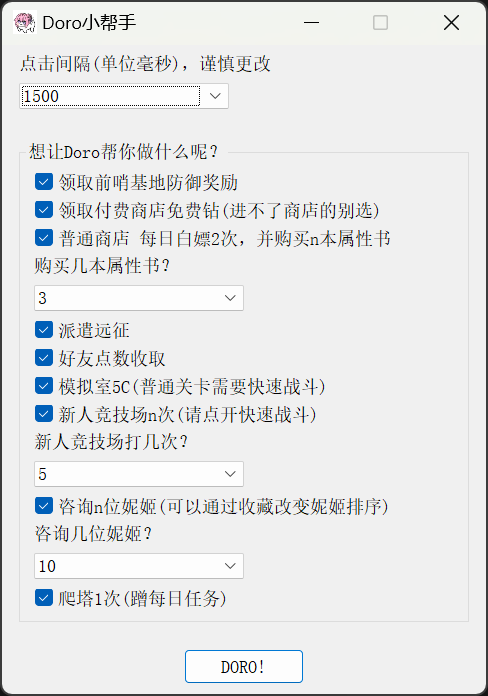 Doro小帮手
点击间隔(单位毫秒)，谨慎更改
1500
想让Doro帮你做什么呢？
领取前哨基地防御奖励
领取付费商店免费钻(进不了商店的别选)
普通商店 每日白嫖2次，并购买n本属性书
购买几本属性书？
3
派遣远征
好友点数收取
模拟室5C(普通关卡需要快速战斗)
新人竞技场n次(请点开快速战斗)
新人竞技场打几次？
5
咨询n位妮姬(可以通过收藏改变妮姬排序)
咨询几位妮姬？
10
爬塔1次(蹭每日任务)
DORO!